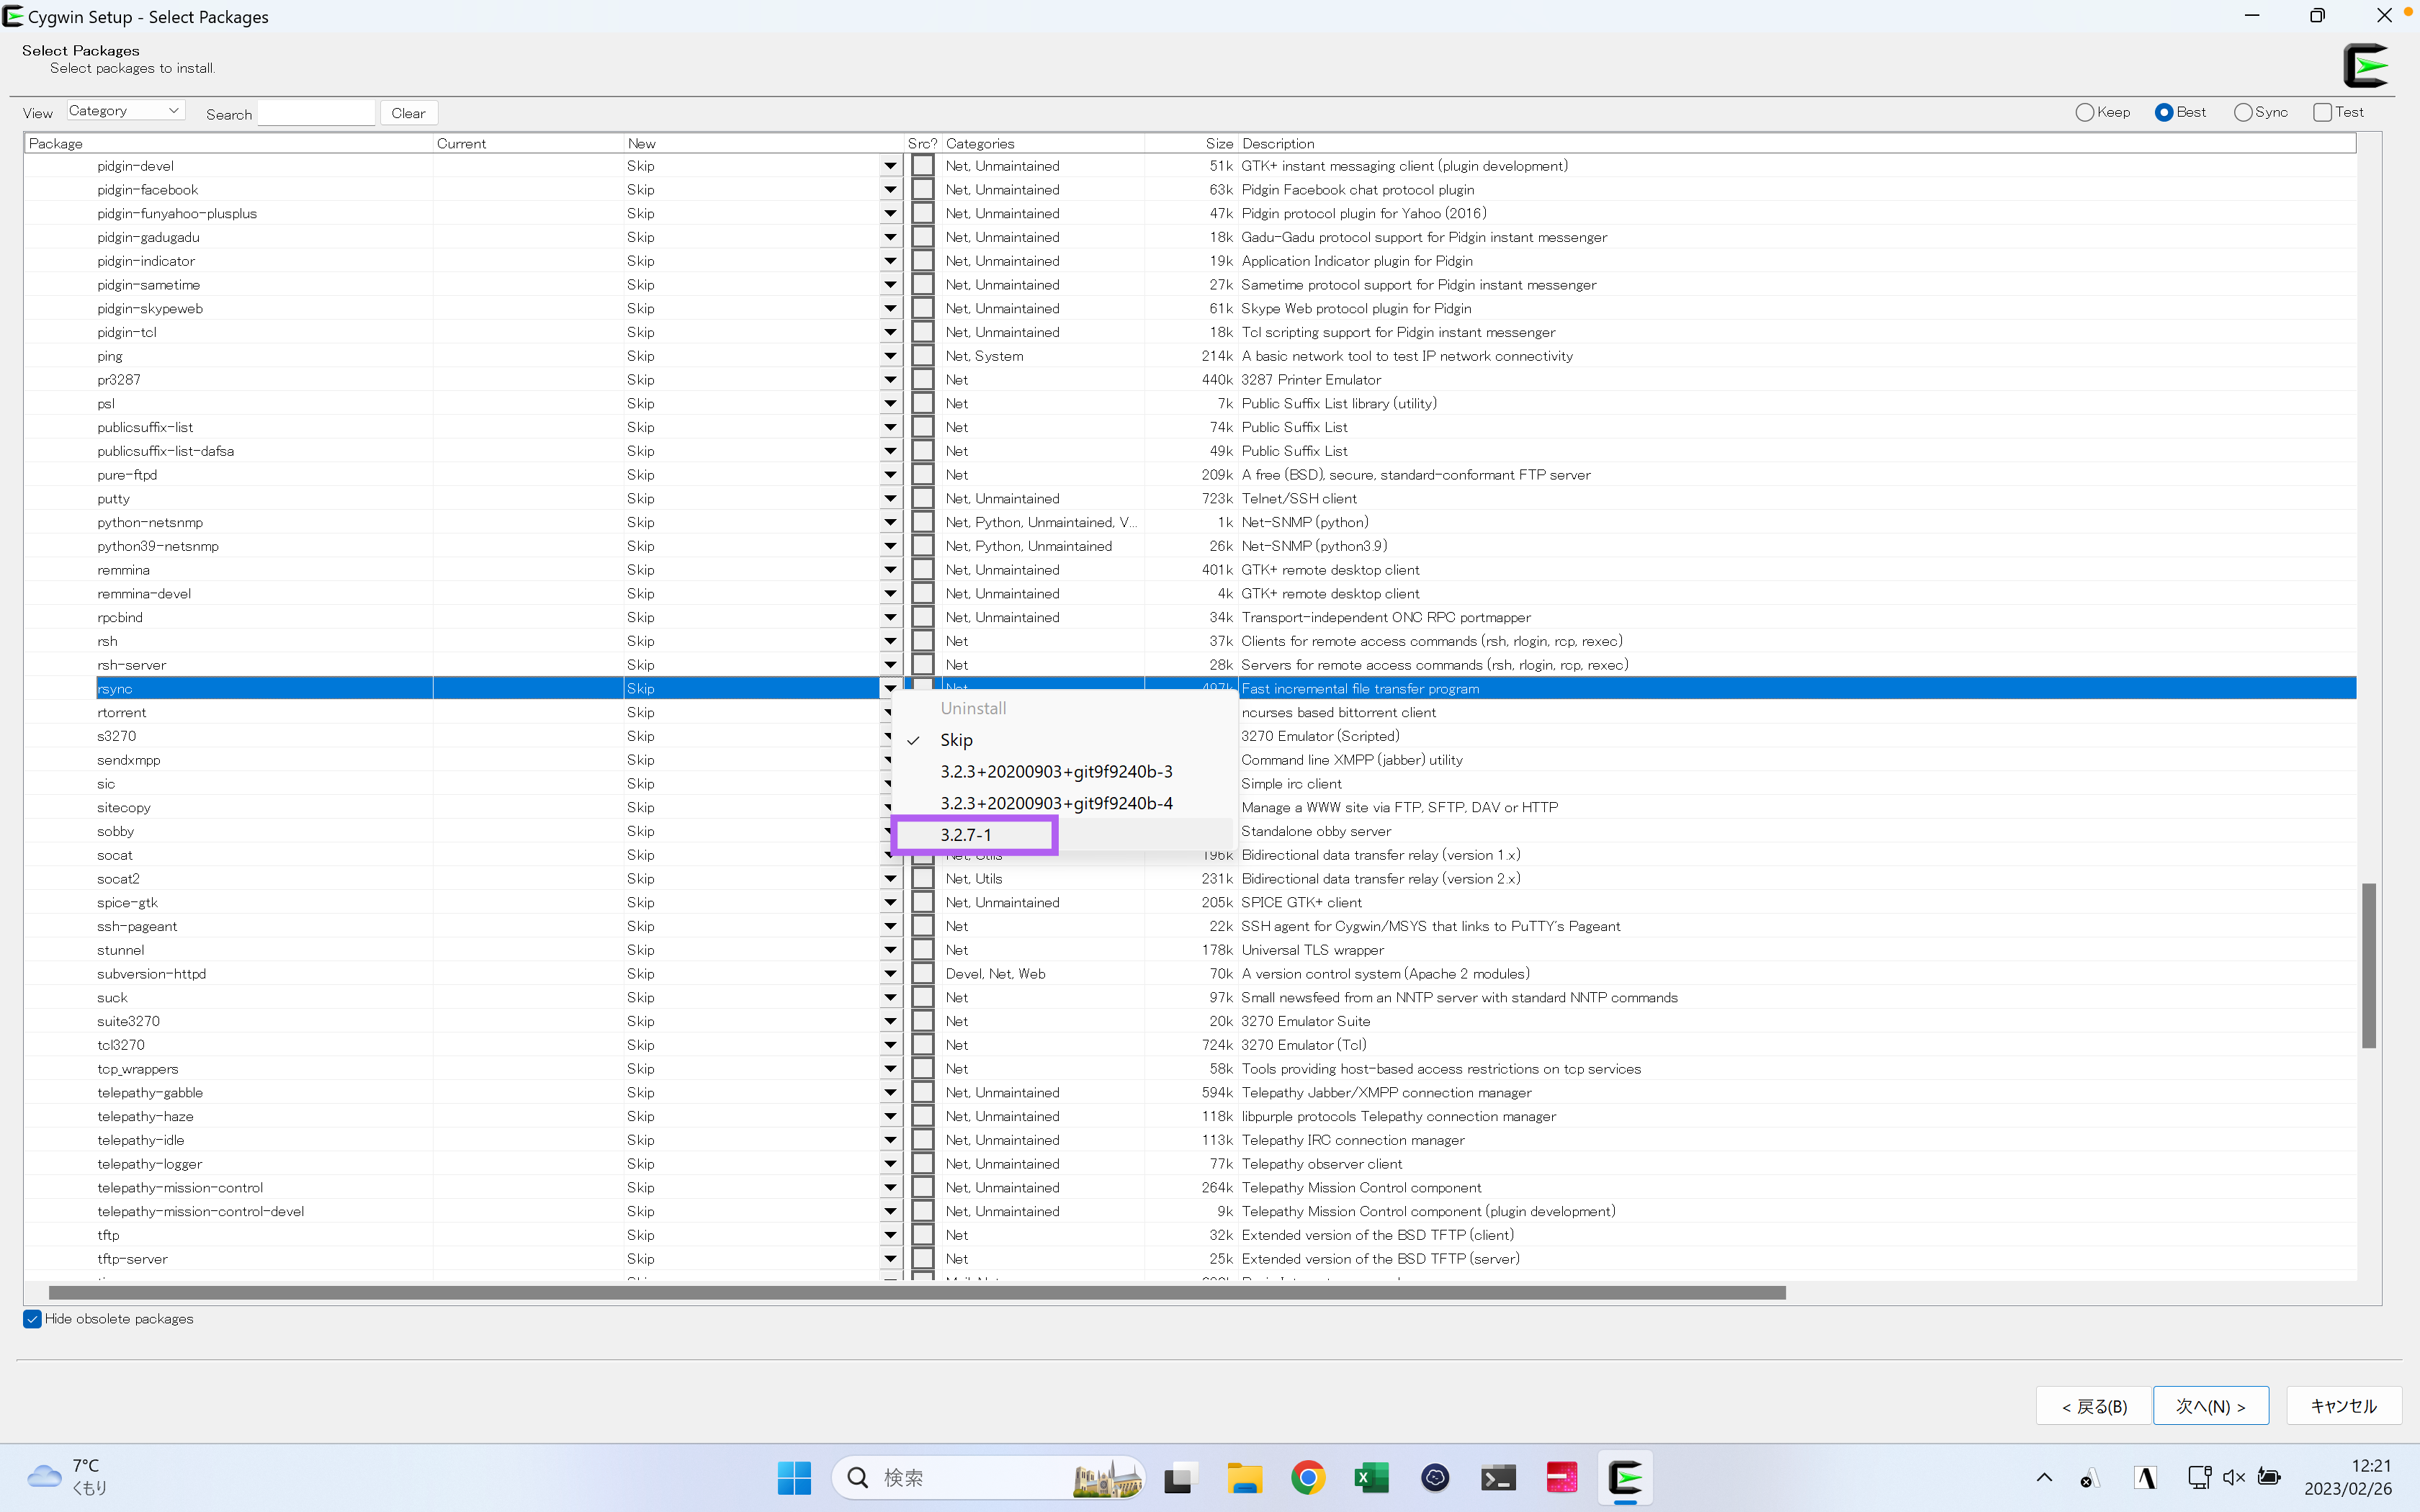 Cygwin Setup - Select Packages
Select Packages
Select packages to install.
View Category Search Clear Keep Best Sync Test
Package Current New Src? Categories Size Description
pidgin-devel Skip Net, Unmaintained 51k GTK+ instant messaging client (plugin development)
pidgin-facebook Skip Net, Unmaintained 63k Pidgin Facebook chat protocol plugin
pidgin-funyahoo-plusplus Skip Net, Unmaintained 47k Pidgin protocol plugin for Yahoo (2016)
pidgin-gadugadu Skip Net, Unmaintained 18k Gadu-Gadu protocol support for Pidgin instant messenger
pidgin-indicator Skip Net, Unmaintained 19k Application Indicator plugin for Pidgin
pidgin-sametime Skip Net, Unmaintained 27k Sametime protocol support for Pidgin instant messenger
pidgin-skypeweb Skip Net, Unmaintained 61k Skype Web protocol plugin for Pidgin
pidgin-tcl Skip Net, Unmaintained 18k Tcl scripting support for Pidgin instant messenger
ping Skip Net, System 214k A basic network tool to test IP network connectivity
pr3287 Skip Net 440k 3287 Printer Emulator
psl Skip Net 7k Public Suffix List library (utility)
publicsuffix-list Skip Net 74k Public Suffix List
publicsuffix-list-dafsa Skip Net 49k Public Suffix List
pure-ftpd Skip Net 209k A free (BSD), secure, standard-conformant FTP server
putty Skip Net, Unmaintained 723k Telnet/SSH client
python-netsnmp Skip Net, Python, Unmaintained, V... 1k Net-SNMP (python)
python39-netsnmp Skip Net, Python, Unmaintained 26k Net-SNMP (python3.9)
remmina Skip Net, Unmaintained 401k GTK+ remote desktop client
remmina-devel Skip Net, Unmaintained 4k GTK+ remote desktop client
rpcbind Skip Net, Unmaintained 34k Transport-independent ONC RPC portmapper
rsh Skip Net 37k Clients for remote access commands (rsh, rlogin, rcp, rexec)
rsh-server Skip Net 28k Servers for remote access commands (rsh, rlogin, rcp, rexec)
rsync Skip Net 497k Fast incremental file transfer program
rtorrent Skip Uninstall ncurses based bittorrent client
s3270 Skip Skip 3270 Emulator (Scripted)
sendxmpp Skip 3.2.3+20200903+git9f9240b-3 Command line XMPP (jabber) utility
sic Skip Simple irc client
sitecopy Skip 3.2.3+20200903+git9f9240b-4 Manage a WWW site via FTP, SFTP, DAV or HTTP
sobby Skip 3.2.7-1 Standalone obby server
socat Skip Net, Utils 196k Bidirectional data transfer relay (version 1.x)
socat2 Skip Net, Utils 231k Bidirectional data transfer relay (version 2.x)
spice-gtk Skip Net, Unmaintained 205k SPICE GTK+ client
ssh-pageant Skip Net 22k SSH agent for Cygwin/MSYS that links to PuTTY's Pageant
stunnel Skip Net 178k Universal TLS wrapper
subversion-httpd Skip Devel, Net, Web 70k A version control system (Apache 2 modules)
suck Skip Net 97k Small newsfeed from an NNTP server with standard NNTP commands
suite3270 Skip Net 20k 3270 Emulator Suite
tcl3270 Skip Net 724k 3270 Emulator (Tcl)
tcp_wrappers Skip Net 58k Tools providing host-based access restrictions on tcp services
telepathy-gabble Skip Net, Unmaintained 594k Telepathy Jabber/XMPP connection manager
telepathy-haze Skip Net, Unmaintained 118k libpurple protocols Telepathy connection manager
telepathy-idle Skip Net, Unmaintained 113k Telepathy IRC connection manager
telepathy-logger Skip Net, Unmaintained 77k Telepathy observer client
telepathy-mission-control Skip Net, Unmaintained 264k Telepathy Mission Control component
telepathy-mission-control-devel Skip Net, Unmaintained 9k Telepathy Mission Control component (plugin development)
tftp Skip Net 32k Extended version of the BSD TFTP (client)
tftp-server Skip Net 25k Extended version of the BSD TFTP (server)
Hide obsolete packages
< 戻る(B) 次へ(N) > キャンセル
7°C
くもり
検索
12:21
2023/02/26